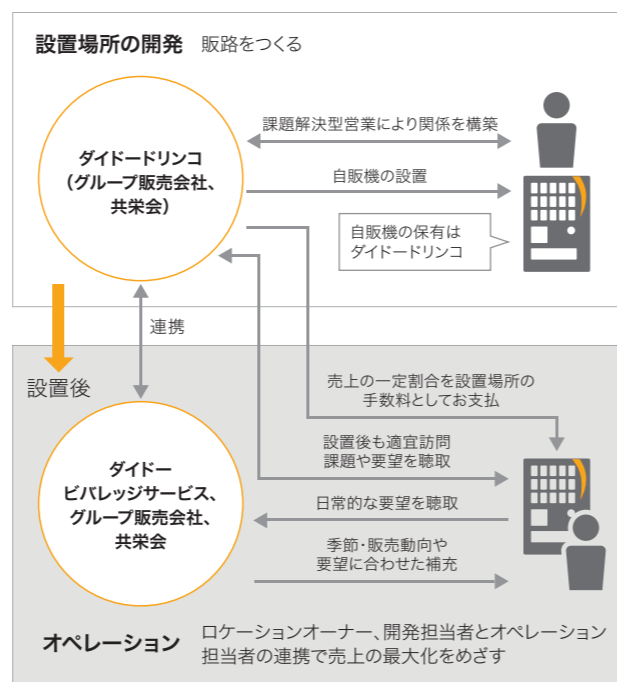 設置場所の開発 販路をつくる
ダイドードリンコ
（グループ販売会社、
共栄会）
課題解決型営業により関係を構築
自販機の設置
自販機の保有は
ダイドードリンコ
連携
設置後
売上の一定割合を設置場所の
手数料としてお支払
ダイドー
ビバレッジサービス、
グループ販売会社、
共栄会
設置後も適宜訪問
課題や要望を聴取
日常的な要望を聴取
季節・販売動向や
要望に合わせた補充
オペレーション ロケーションオーナー、開発担当者とオペレーション
担当者の連携で売上の最大化をめざす